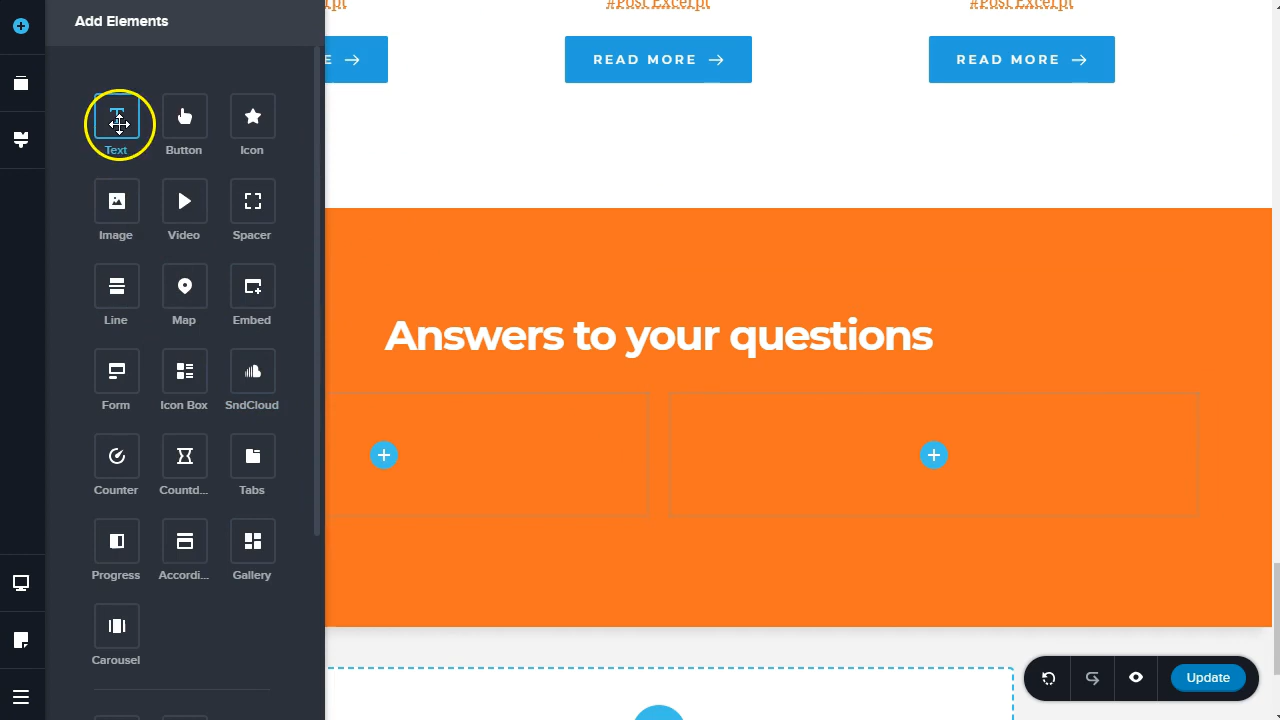 Add Elements
#Post Excerpt
#Post Excerpt
READ MORE
READ MORE
Text
Button
Icon
Image
Video
Spacer
Line
Map
Embed
Answers to your questions
Form
Icon Box
SndCloud
Counter
Countd...
Tabs
Progress
Accordi...
Gallery
Carousel
Update